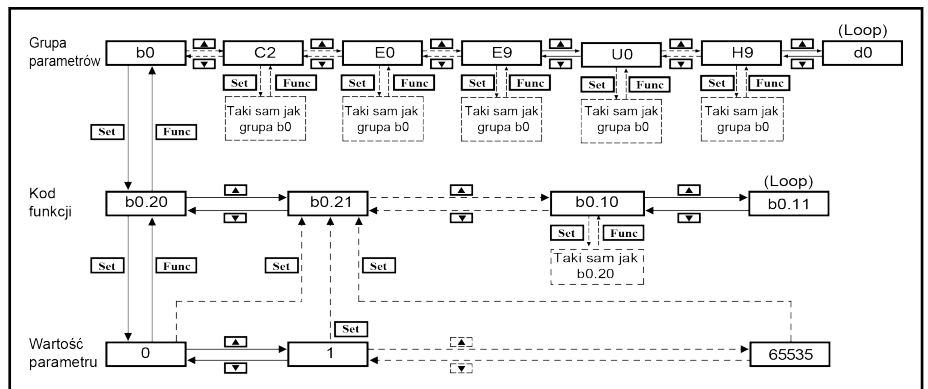 (Loop)
Grupa parametrów
b0
C2
E0
E9
U0
H9
d0
Set Func
Set Func
Set Func
Set Func
Set Func
Taki sam jak grupa b0
Taki sam jak grupa b0
Taki sam jak grupa b0
Taki sam jak grupa b0
Taki sam jak grupa b0
Set Func
(Loop)
Kod funkcji
b0.20
b0.21
b0.10
b0.11
Set Func
Taki sam jak b0.20
Set Func
Set
Set
Set
Wartość parametru
0
1
65535